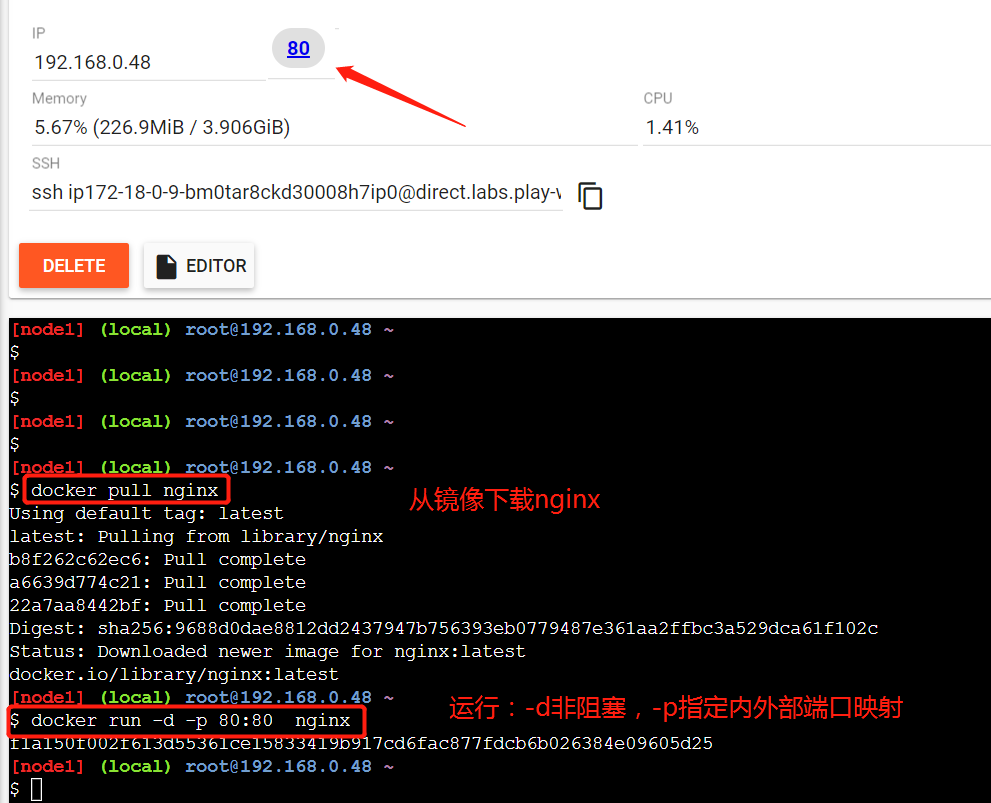 IP
192.168.0.48
80
Memory
5.67% (226.9MiB / 3.906GiB)
CPU
1.41%
SSH
ssh ip172-18-0-9-bm0tar8ckd30008h7ip0@direct.labs.play-
DELETE
EDITOR
[node1] (local) root@192.168.0.48 ~
$
[node1] (local) root@192.168.0.48 ~
$
[node1] (local) root@192.168.0.48 ~
$
[node1] (local) root@192.168.0.48 ~
$ docker pull nginx
从镜像下载nginx
Using default tag: latest
latest: Pulling from library/nginx
b8f262c62ec6: Pull complete
a6639d774c21: Pull complete
22a7aa8442bf: Pull complete
Digest: sha256:9688d0dae8812dd2437947b756393eb0779487e361aa2ffbc3a529dca61f102c
Status: Downloaded newer image for nginx:latest
docker.io/library/nginx:latest
[node1] (local) root@192.168.0.48 ~
$ docker run -d -p 80:80  nginx
运行：-d非阻塞，-p指定内外部端口映射
f1a150f002f613d55361ce15833419b917cd6fac877fdcb6b026384e09605d25
[node1] (local) root@192.168.0.48 ~
$